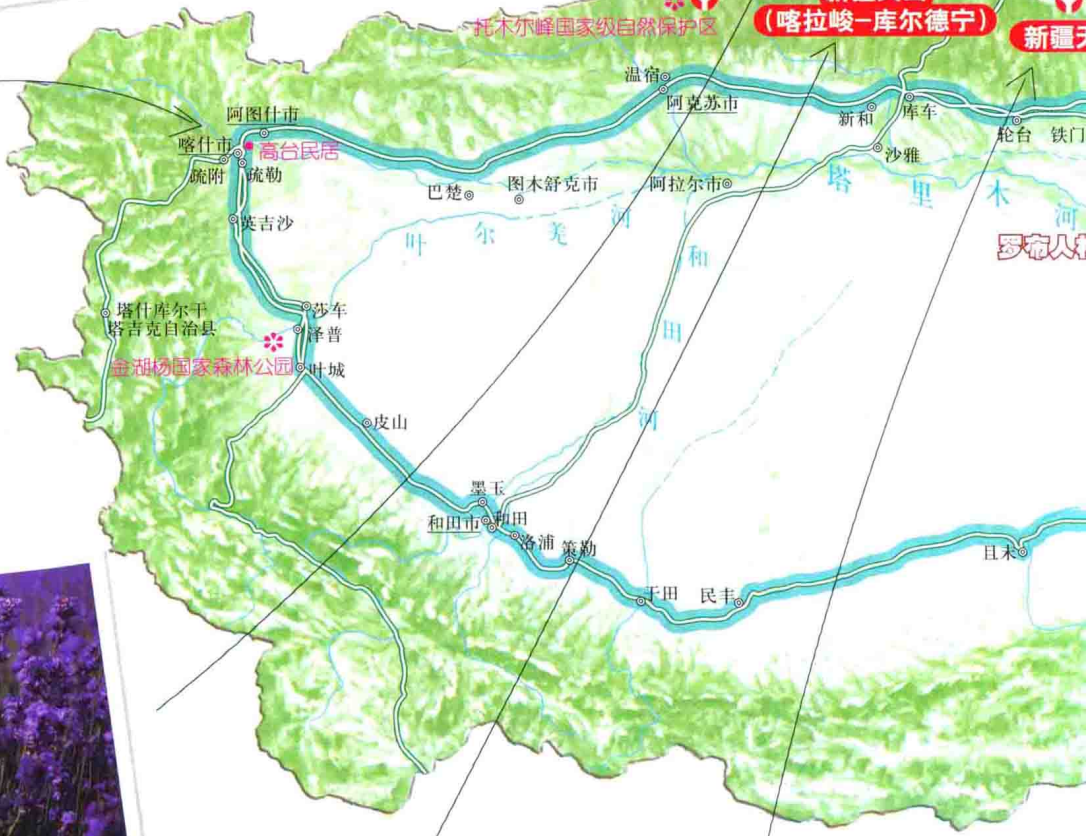 托木尔峰国家级自然保护区
(喀拉峻-库尔德宁)
新疆天
温宿
阿克苏市
新和
库车
轮台
铁门
沙雅
阿图什市
喀什市
高台民居
疏附
疏勒
巴楚
图木舒克市
阿拉尔市
塔里木河
英吉沙
叶尔羌河
和田河
罗布人村
塔什库尔干
塔吉克自治县
莎车
泽普
金湖杨国家森林公园
叶城
皮山
墨玉
和田市
和田
洛浦
策勒
于田
民丰
且末